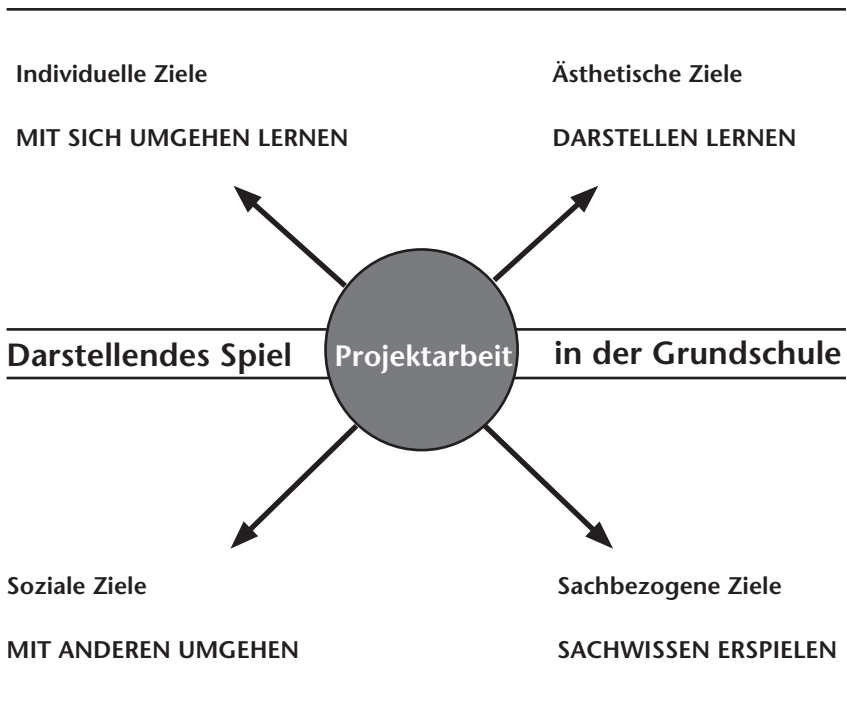 Individuelle Ziele
MIT SICH UMGEHEN LERNEN
Ästhetische Ziele
DARSTELLEN LERNEN
Darstellendes Spiel Projektarbeit in der Grundschule
Soziale Ziele
MIT ANDEREN UMGEHEN
Sachbezogene Ziele
SACHWISSEN ERSPIELEN